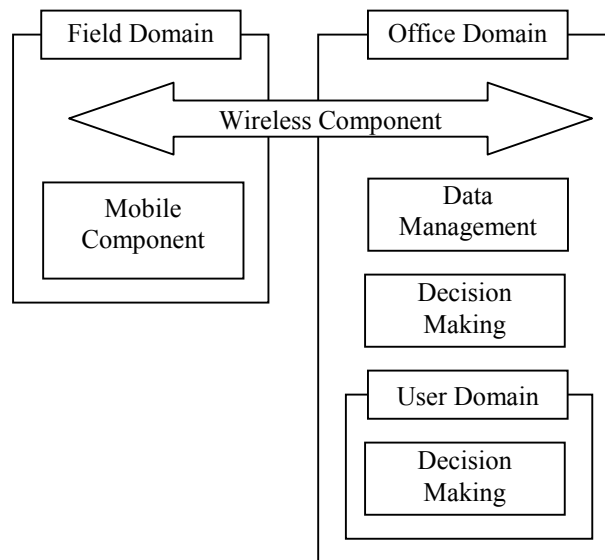 Field Domain
Office Domain
Wireless Component
Mobile
Component
Data
Management
Decision
Making
User Domain
Decision
Making